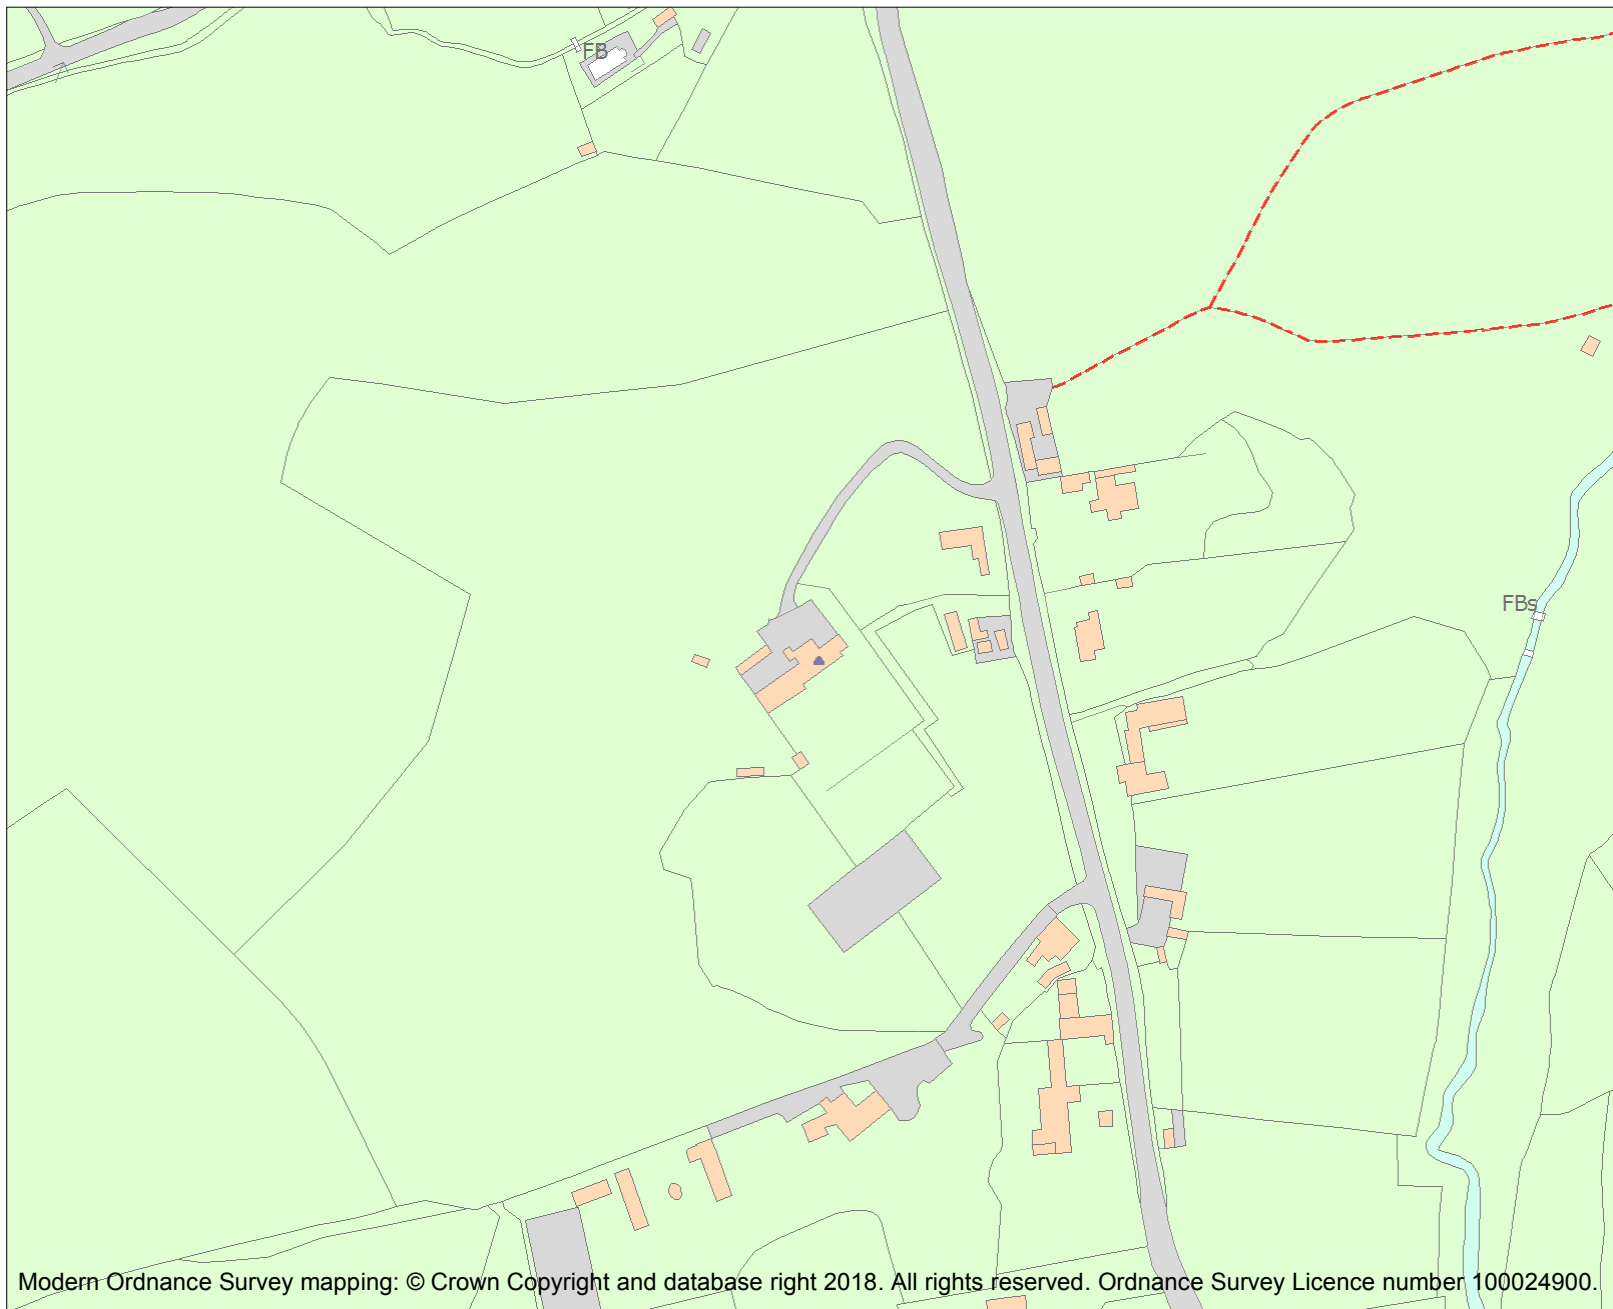 FB
FBs
Modern Ordnance Survey mapping: © Crown Copyright and database right 2018. All rights reserved. Ordnance Survey Licence number 100024900.